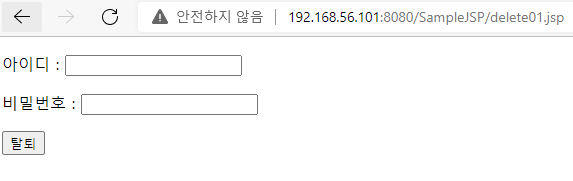 안전하지 않음 192.168.56.101:8080/SampleJSP/delete01.jsp
아이디 :
비밀번호 :
탈퇴